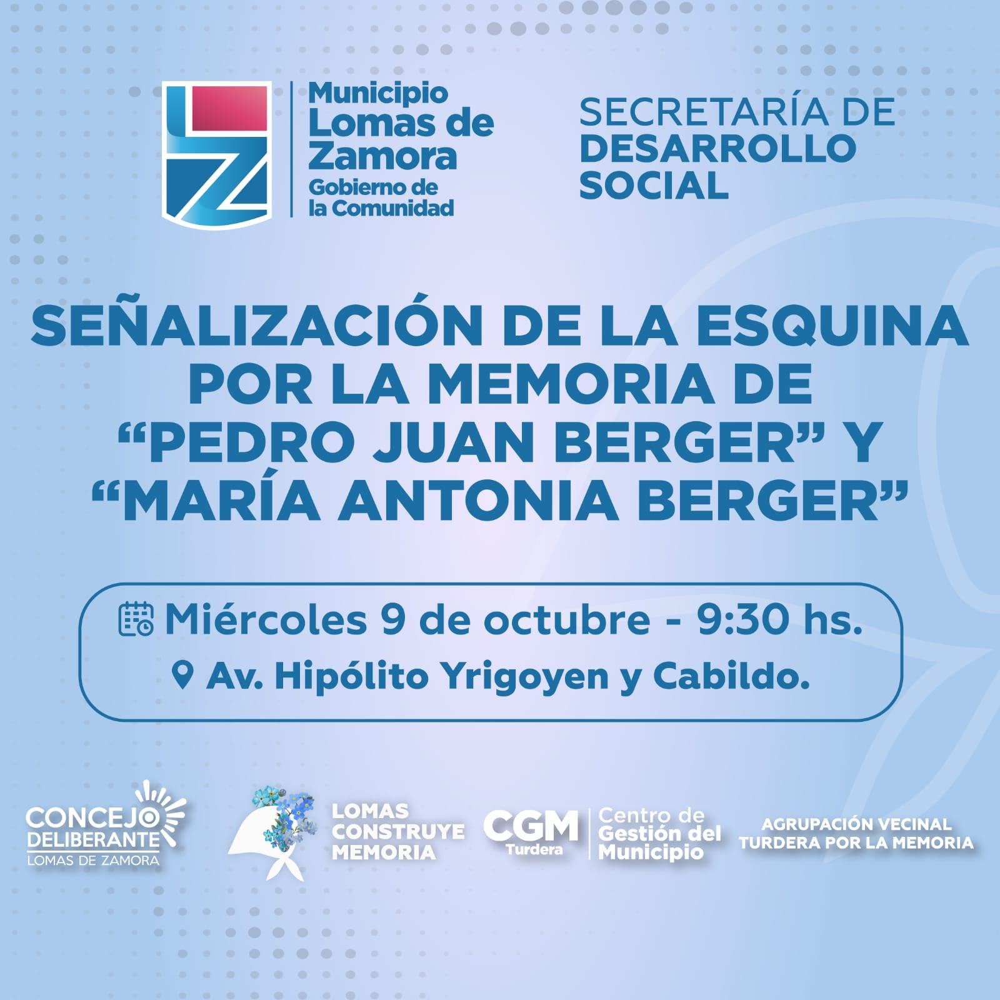 Municipio
Lomas de
Zamora
Gobierno de
la Comunidad
SECRETARÍA DE
DESARROLLO
SOCIAL
SEÑALIZACIÓN DE LA ESQUINA
POR LA MEMORIA DE
“PEDRO JUAN BERGER” Y
“MARÍA ANTONIA BERGER”
Miércoles 9 de octubre - 9:30 hs.
Av. Hipólito Yrigoyen y Cabildo.
CONCEJO
DELIBERANTE
LOMAS DE ZAMORA
LOMAS
CONSTRUYE
MEMORIA
CGM
Turdera
Centro de
Gestión del
Municipio
AGRUPACIÓN VECINAL
TURDERA POR LA MEMORIA